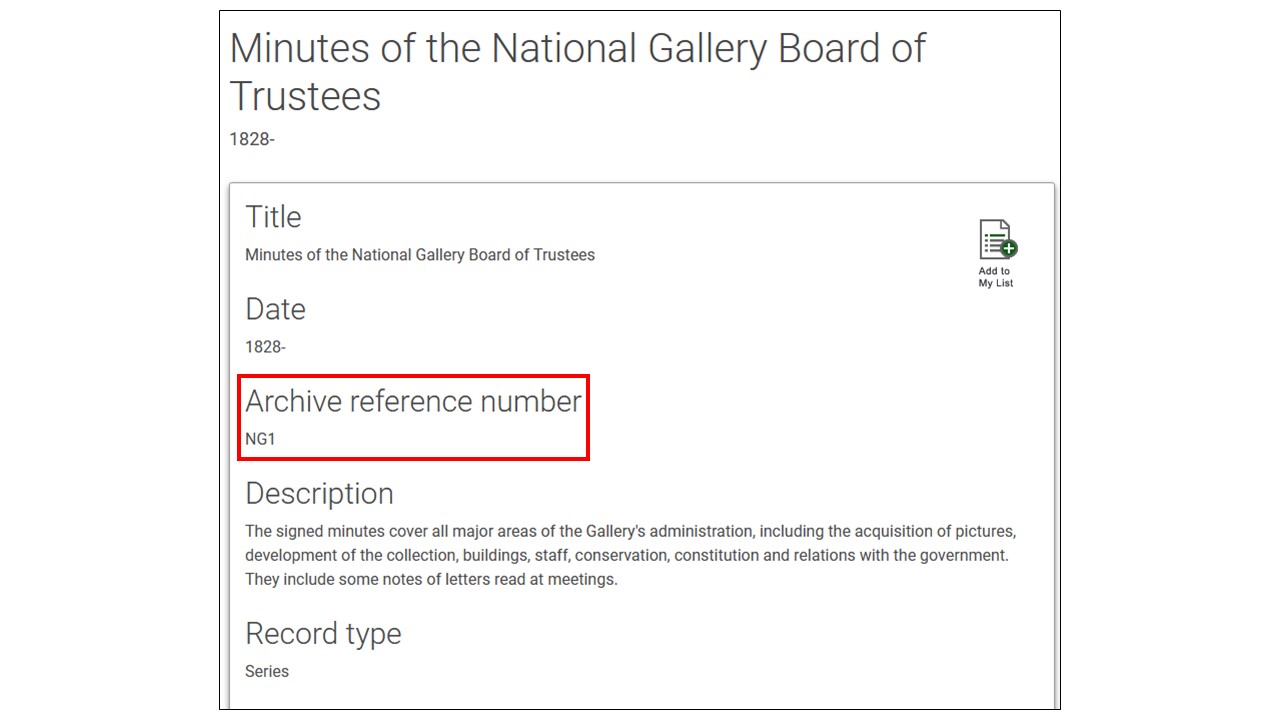 Minutes of the National Gallery Board of
Trustees
1828-
Title
Minutes of the National Gallery Board of Trustees
Add to
My List
Date
1828-
Archive reference number
NG1
Description
The signed minutes cover all major areas of the Gallery's administration, including the acquisition of pictures,
development of the collection, buildings, staff, conservation, constitution and relations with the government.
They include some notes of letters read at meetings.
Record type
Series